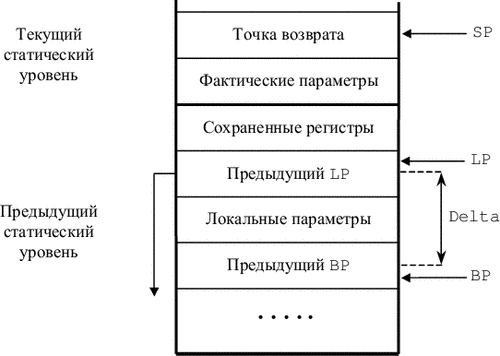 Текущий
статический
уровень
Точка возврата
SP
Фактические параметры
Сохраненные регистры
LP
Предыдущий LP
Предыдущий
статический
уровень
Локальные параметры
Delta
Предыдущий BP
BP
.....